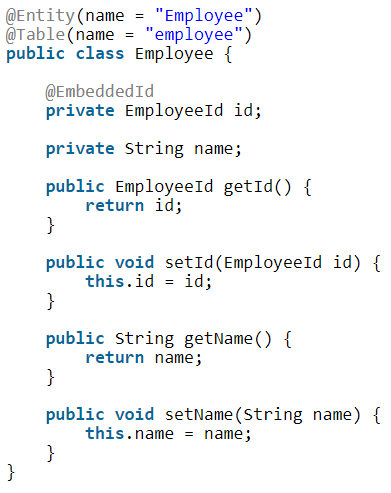 @Entity(name = "Employee")
@Table(name = "employee")
public class Employee {
    @EmbeddedId
    private EmployeeId id;
    private String name;
    public EmployeeId getId() {
        return id;
    }
    public void setId(EmployeeId id) {
        this.id = id;
    }
    public String getName() {
        return name;
    }
    public void setName(String name) {
        this.name = name;
    }
}